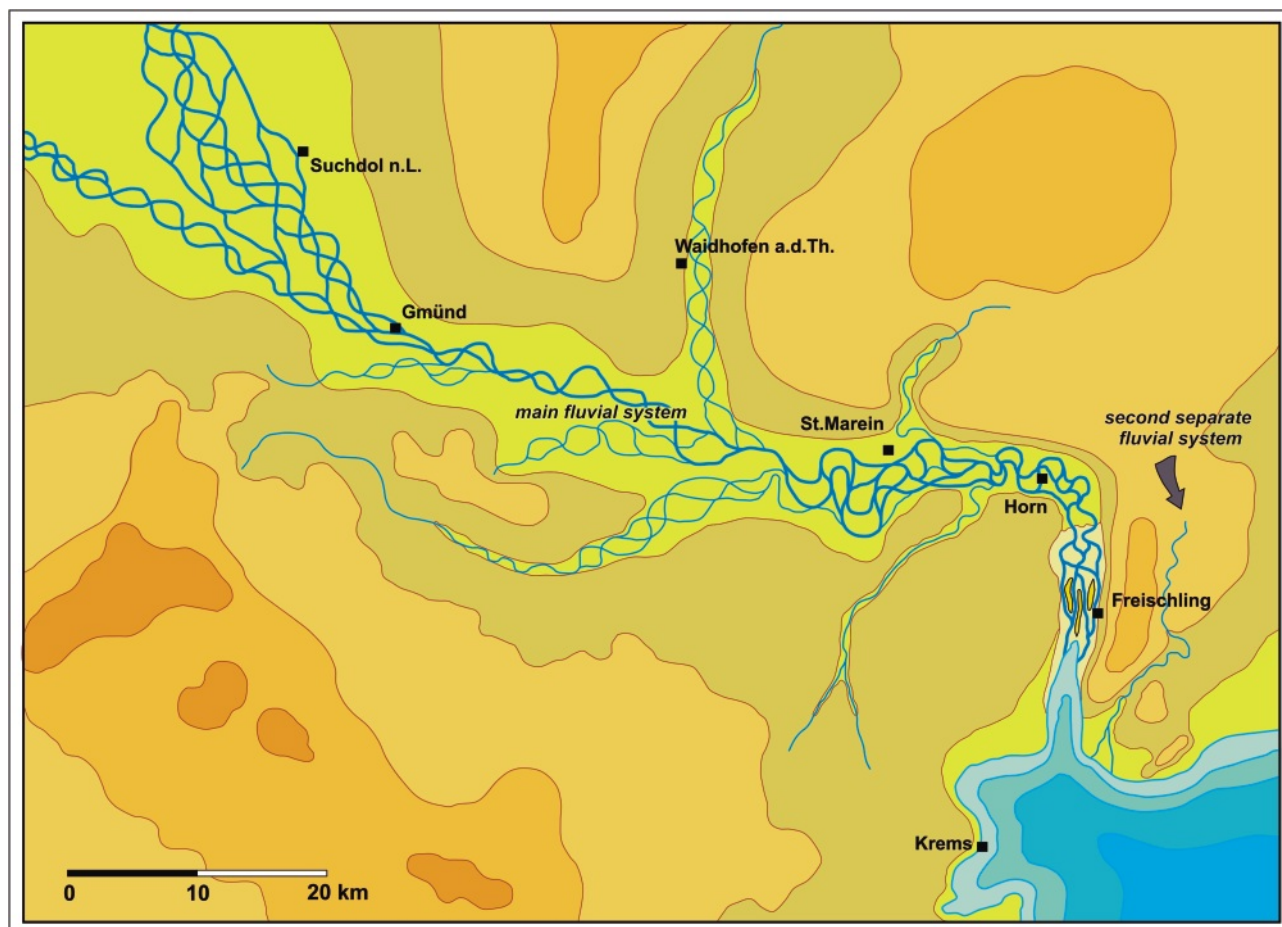 Suchdol n.L.
Waidhofen a.d.Th.
Gmünd
main fluvial system
St.Marein
second separate
fluvial system
Horn
Freischling
Krems
0 10 20 km